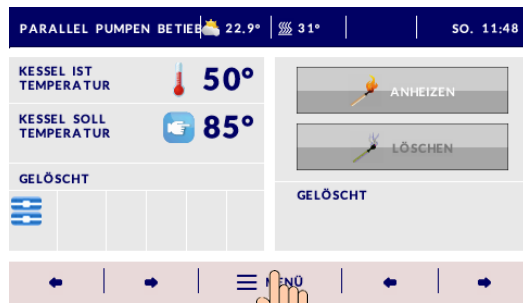 PARALLEL PUMPEN BETRIEB 22.9° 31° SO. 11:48
KESSEL IST
TEMPERATUR 50°
KESSEL SOLL
TEMPERATUR 85°
GELÖSCHT
ANHEIZEN
LÖSCHEN
GELÖSCHT
MENÜ